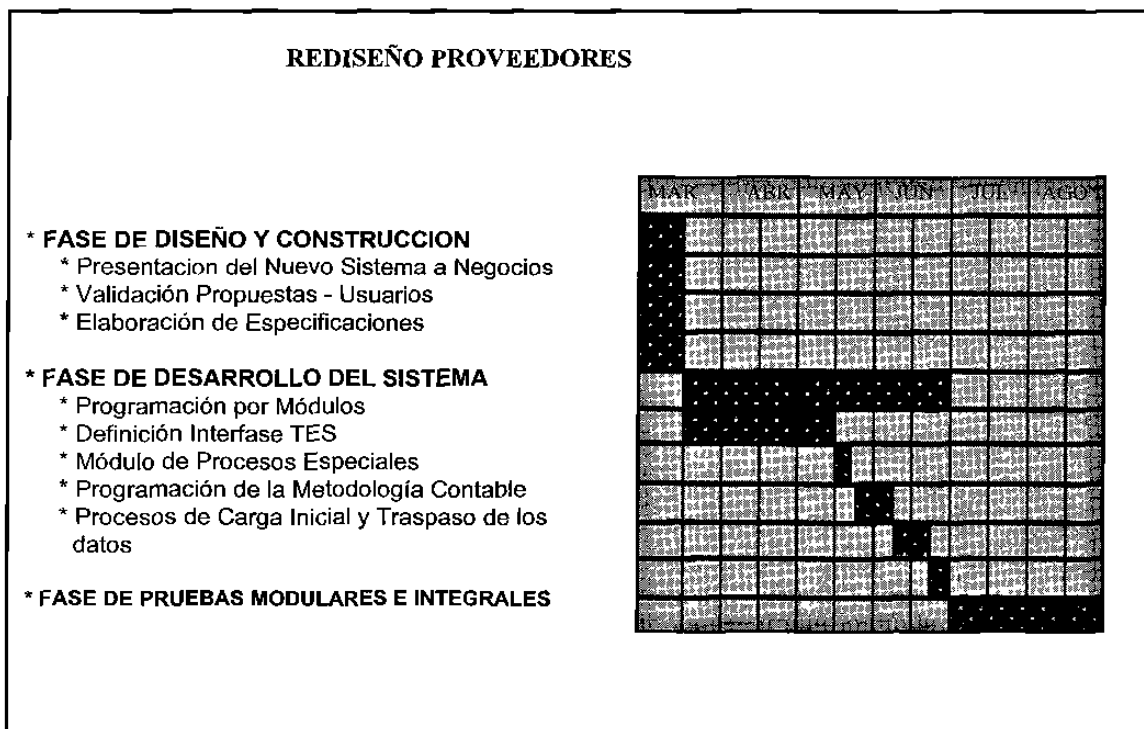 REDISEÑO PROVEEDORES
MAR ABR MAY JUN JUL AGO
* FASE DE DISEÑO Y CONSTRUCCION
* Presentacion del Nuevo Sistema a Negocios
* Validación Propuestas - Usuarios
* Elaboración de Especificaciones
* FASE DE DESARROLLO DEL SISTEMA
* Programación por Módulos
* Definición Interfase TES
* Módulo de Procesos Especiales
* Programación de la Metodología Contable
* Procesos de Carga Inicial y Traspaso de los
datos
* FASE DE PRUEBAS MODULARES E INTEGRALES